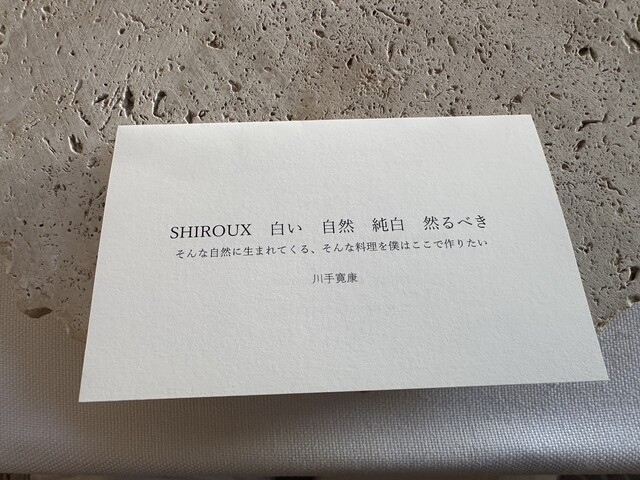 SHIROUX　白い　自然　純白　然るべき
そんな自然に生まれてくる、そんな料理を僕はここで作りたい
川手寛康